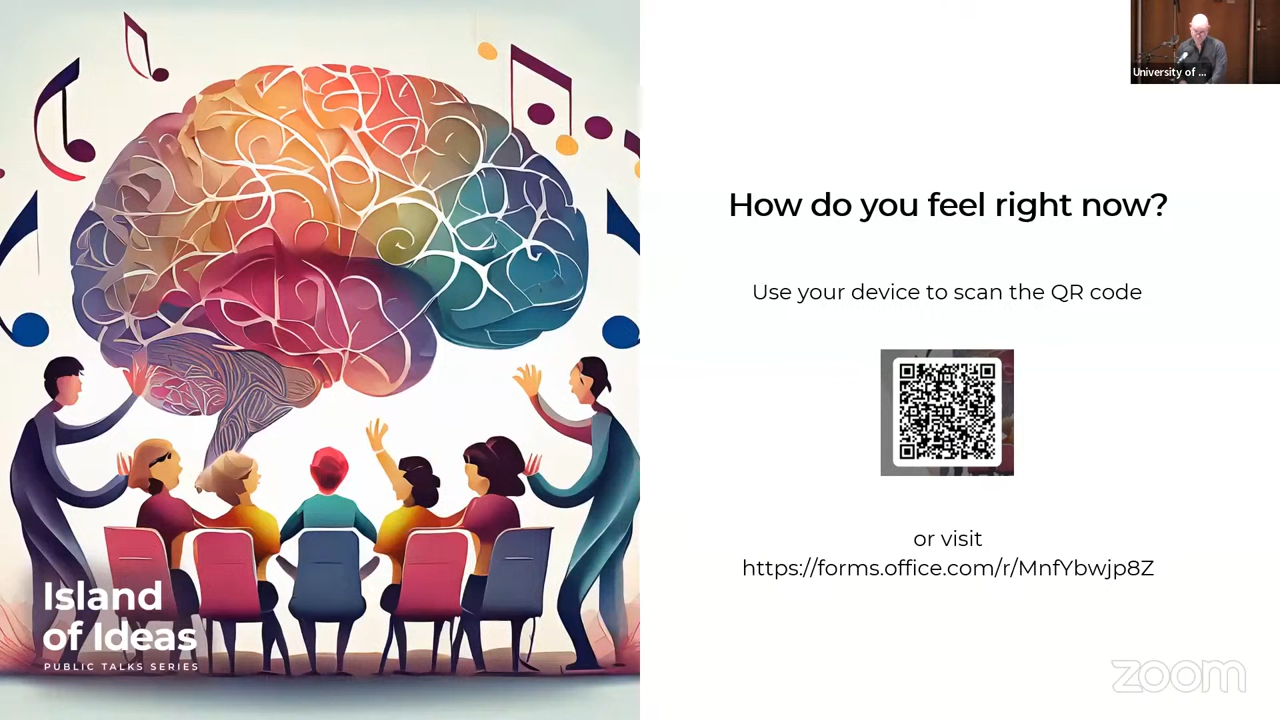 University of ...
How do you feel right now?
Use your device to scan the QR code
or visit
https://forms.office.com/r/MnfYbwjp8Z
Island
of Ideas
PUBLIC TALKS SERIES
zoom